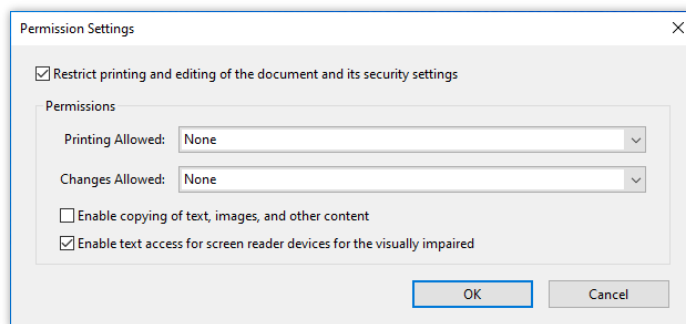 Permission Settings
Restrict printing and editing of the document and its security settings
Permissions
Printing Allowed: None
Changes Allowed: None
Enable copying of text, images, and other content
Enable text access for screen reader devices for the visually impaired
OK Cancel